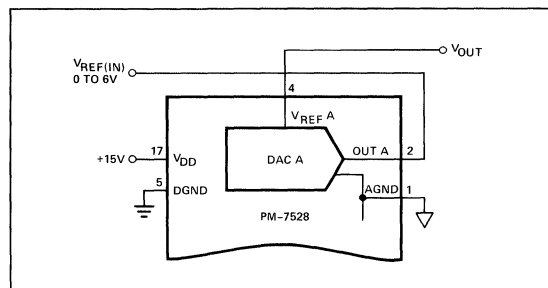 VOUT
VREF(IN)
0 TO 6V
4
VREF A
17
+15V
VDD
DAC A
OUT A
2
5
DGND
AGND
1
PM-7528